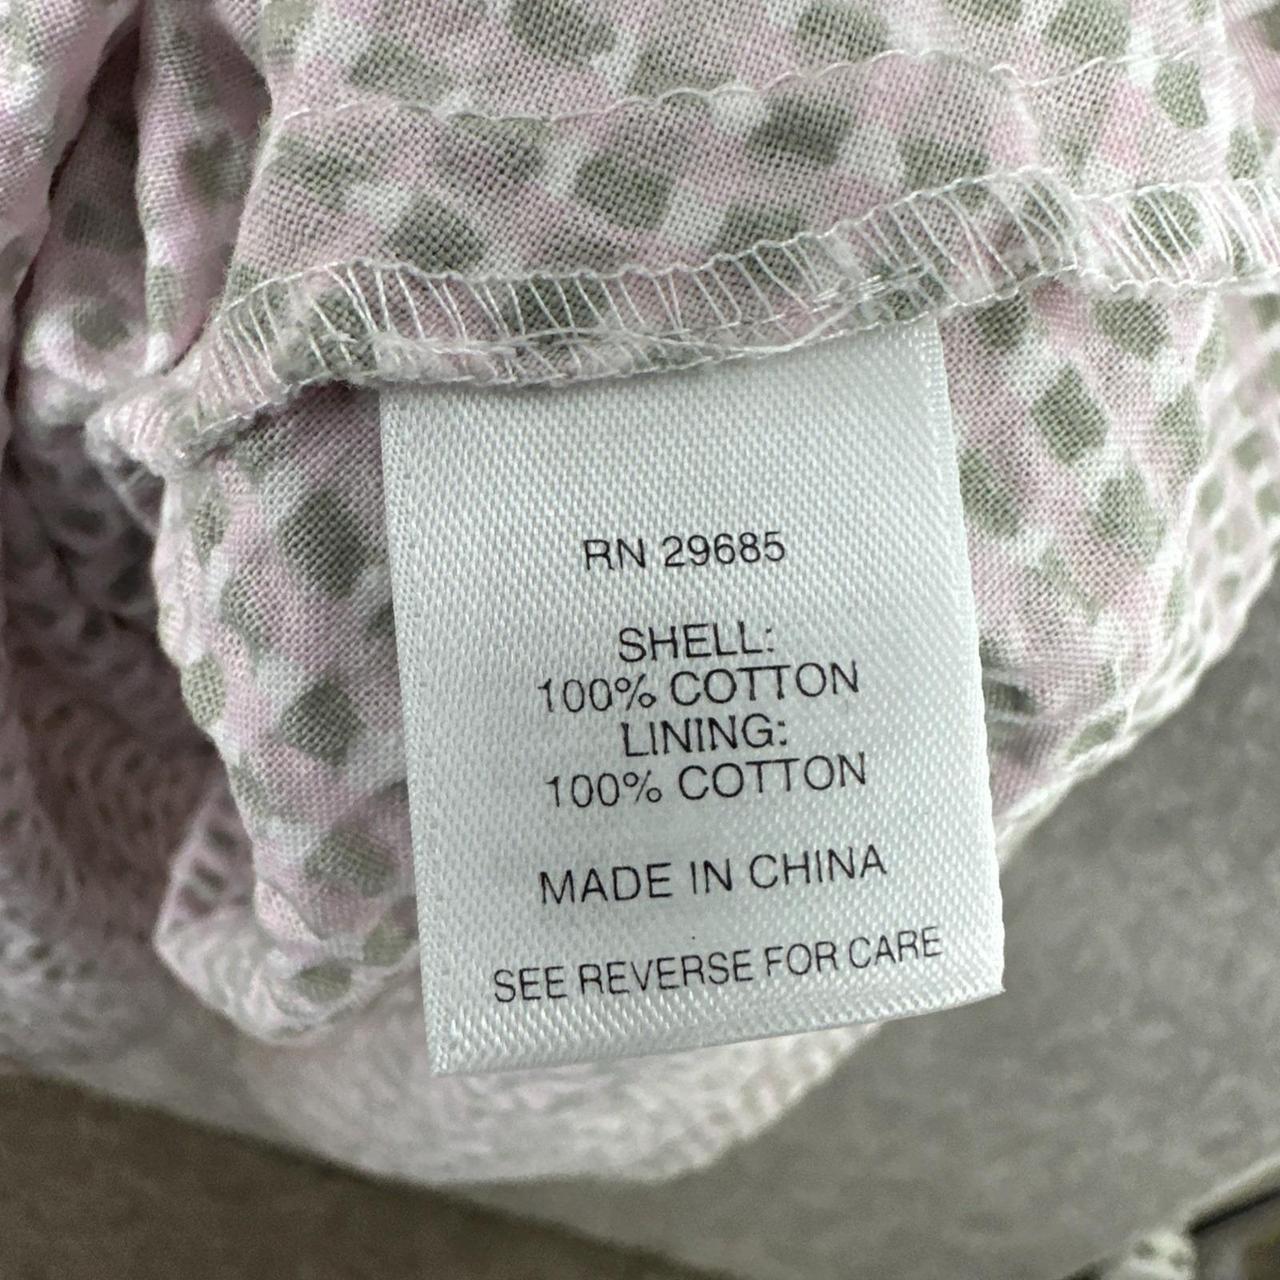 RN 29685
SHELL:
100% COTTON
LINING:
100% COTTON
MADE IN CHINA
SEE REVERSE FOR CARE